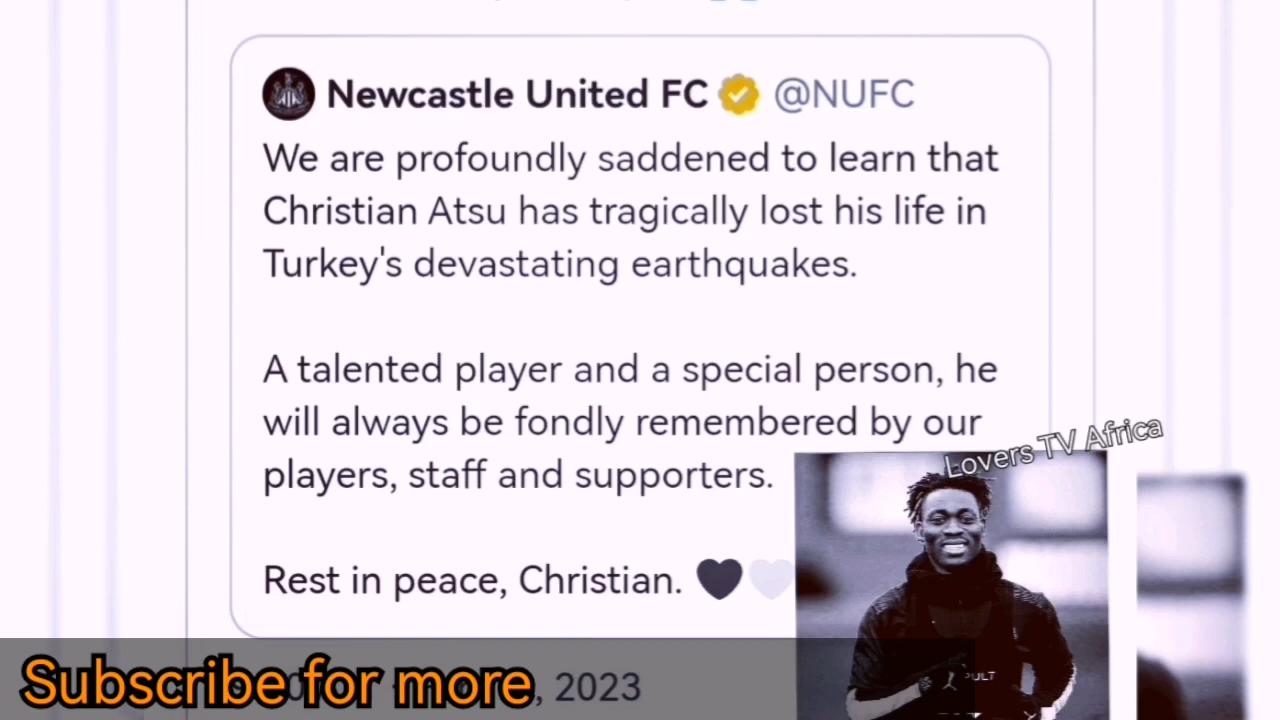 Newcastle United FC @NUFC
We are profoundly saddened to learn that
Christian Atsu has tragically lost his life in
Turkey's devastating earthquakes.
A talented player and a special person, he
will always be fondly remembered by our
players, staff and supporters.
Lovers TV Africa
Rest in peace, Christian. 🖤🤍
PULT
Subscribe for more
, 2023